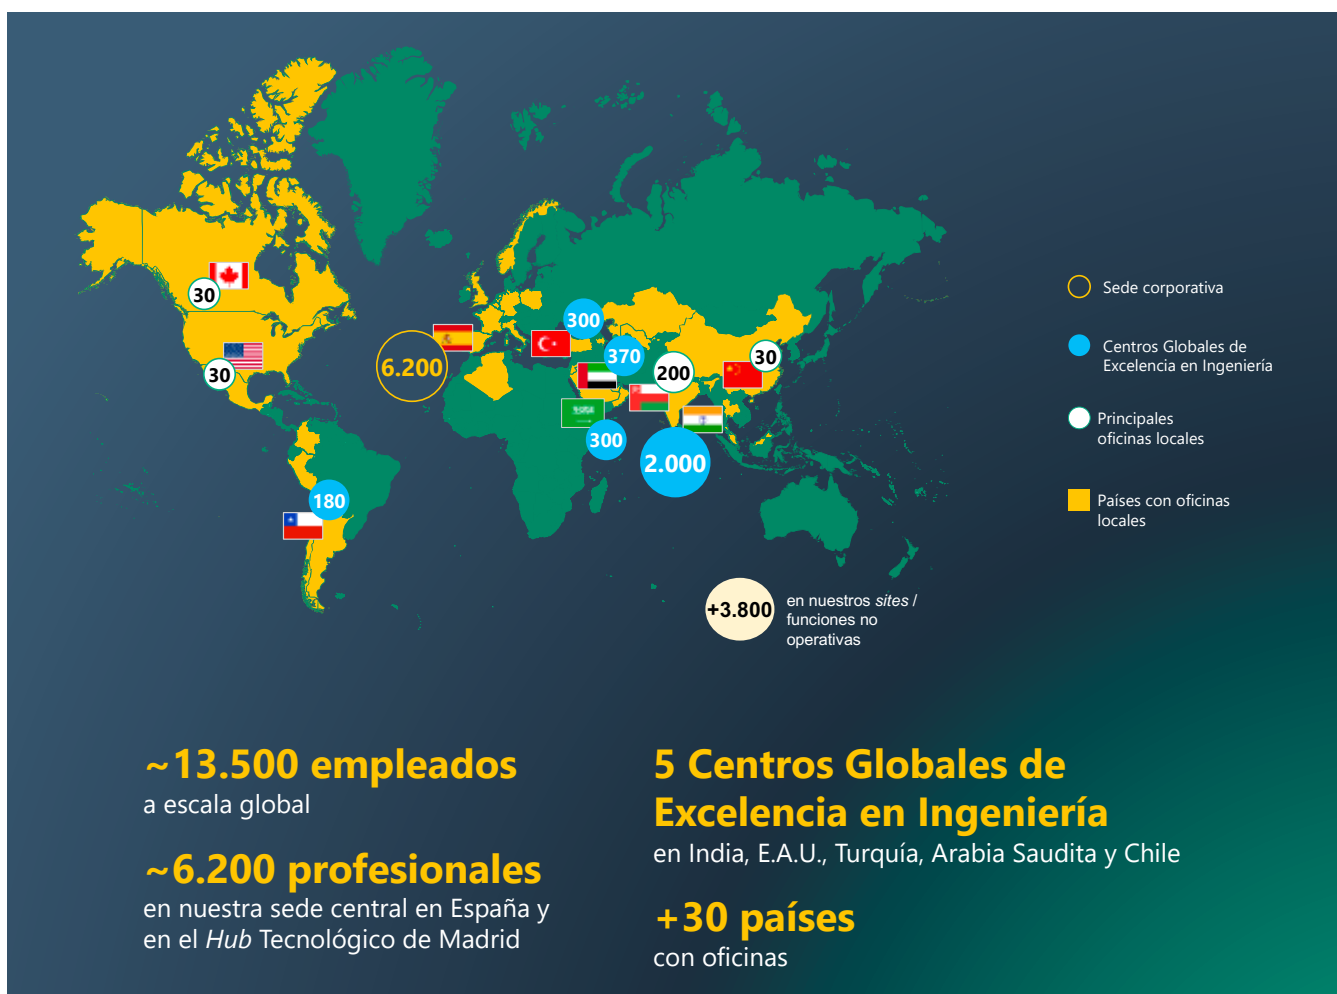 30
30
6.200
300
370
200
30
300
2.000
180
Sede corporativa
Centros Globales de
Excelencia en Ingeniería
Principales
oficinas locales
Países con oficinas
locales
+3.800
en nuestros sites /
funciones no
operativas
~13.500 empleados
a escala global
~6.200 profesionales
en nuestra sede central en España y
en el Hub Tecnológico de Madrid
5 Centros Globales de
Excelencia en Ingeniería
en India, E.A.U., Turquía, Arabia Saudita y Chile
+30 países
con oficinas